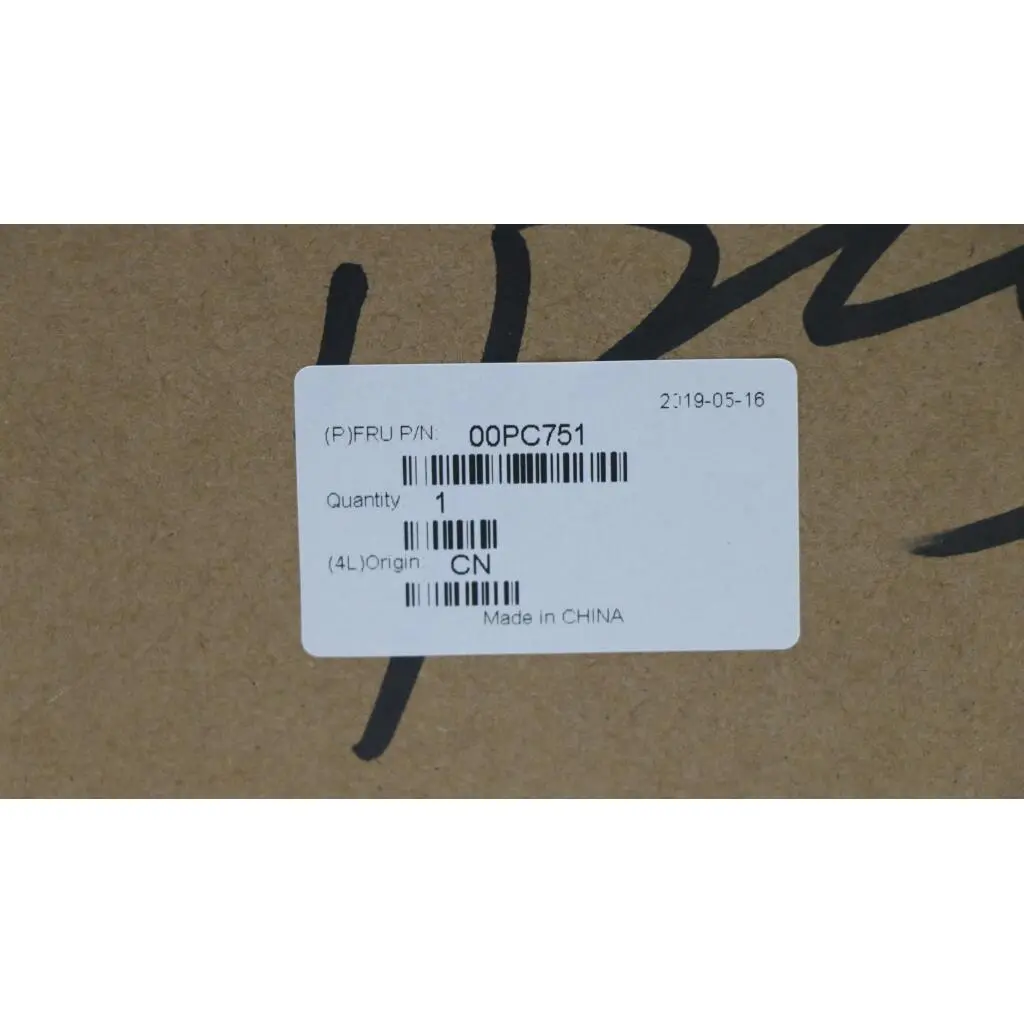 2019-05-16
(P)FRU P/N: 00PC751
Quantity 1
(4L)Origin: CN
Made in CHINA